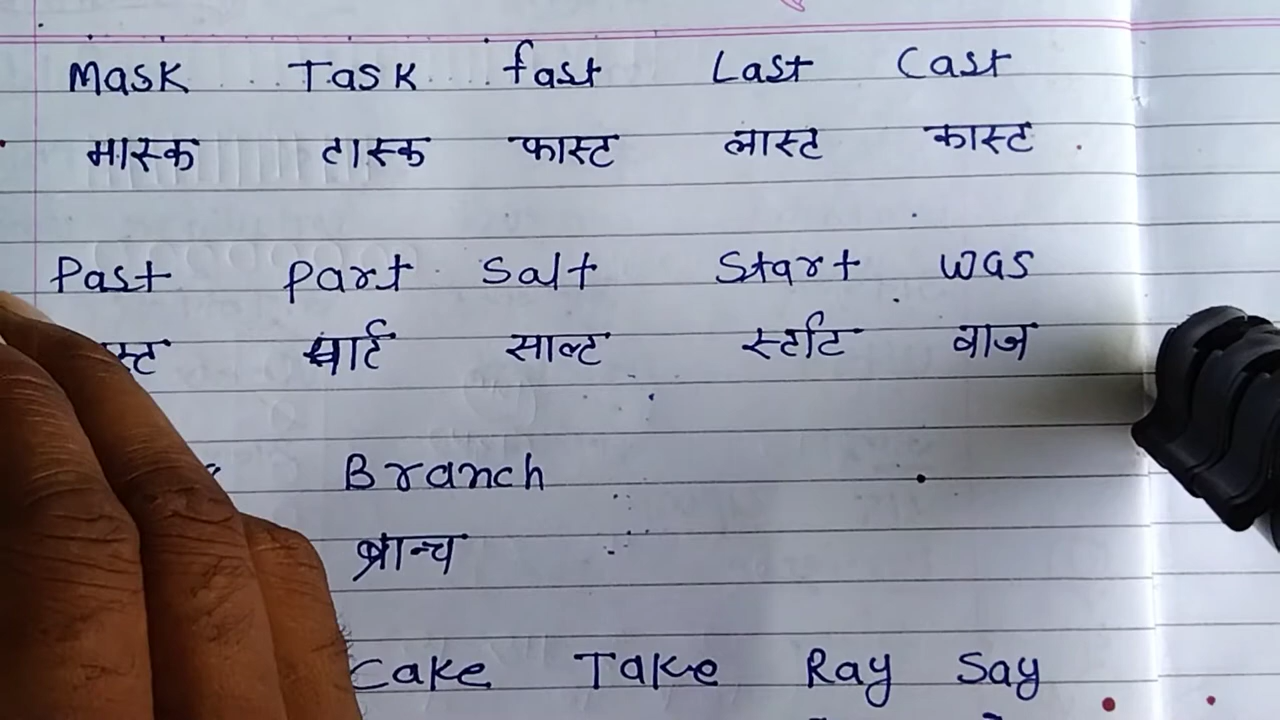 Mask Task fast Last Cast
मास्क टास्क फास्ट लास्ट कास्ट
Past Part Salt Start was
पार्ट साल्ट र्स्टाट वाज
Branch
ब्रान्च
Cake Take Ray Say